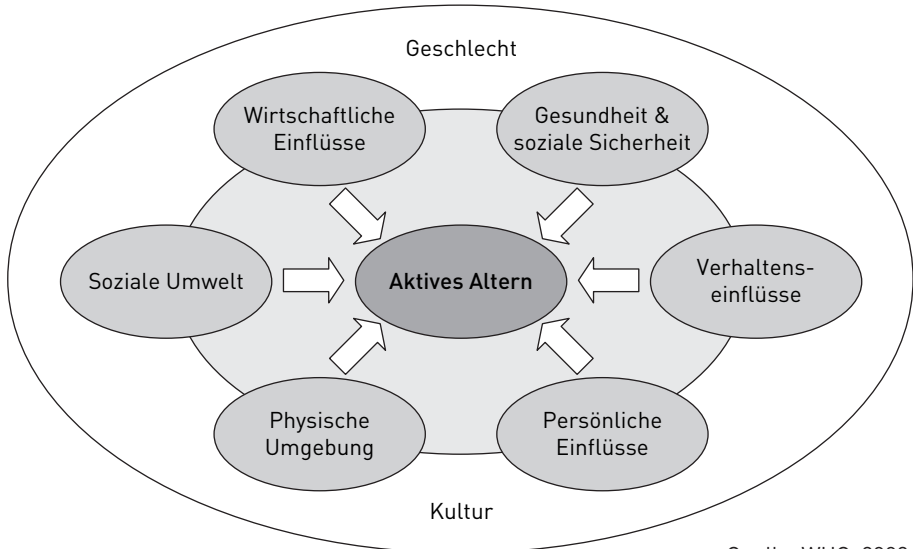 Geschlecht
Wirtschaftliche
Einflüsse
Gesundheit &
soziale Sicherheit
Soziale Umwelt
Aktives Altern
Verhaltens-
einflüsse
Physische
Umgebung
Persönliche
Einflüsse
Kultur